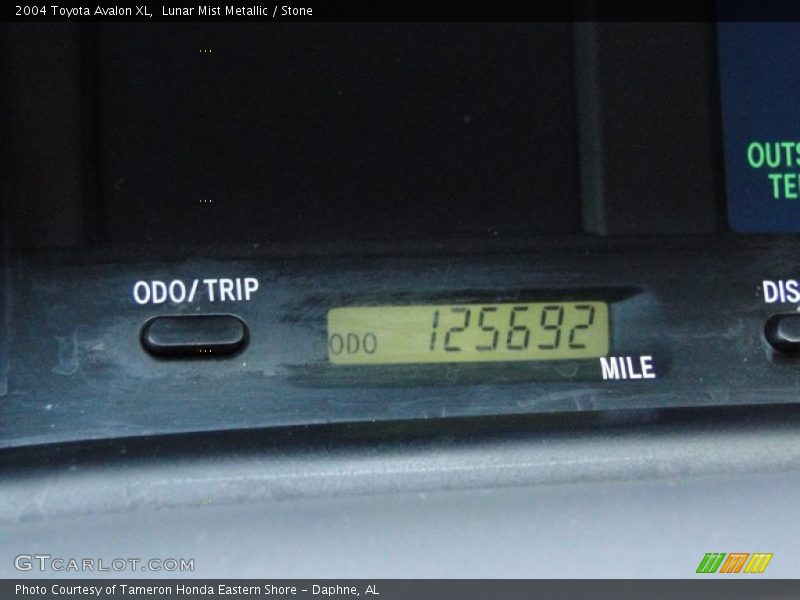 2004 Toyota Avalon XL,  Lunar Mist Metallic / Stone
OUTS
TE
ODO/TRIP
DIS
ODO 125692
MILE
GTCARLOT.COM
Photo Courtesy of Tameron Honda Eastern Shore – Daphne, AL